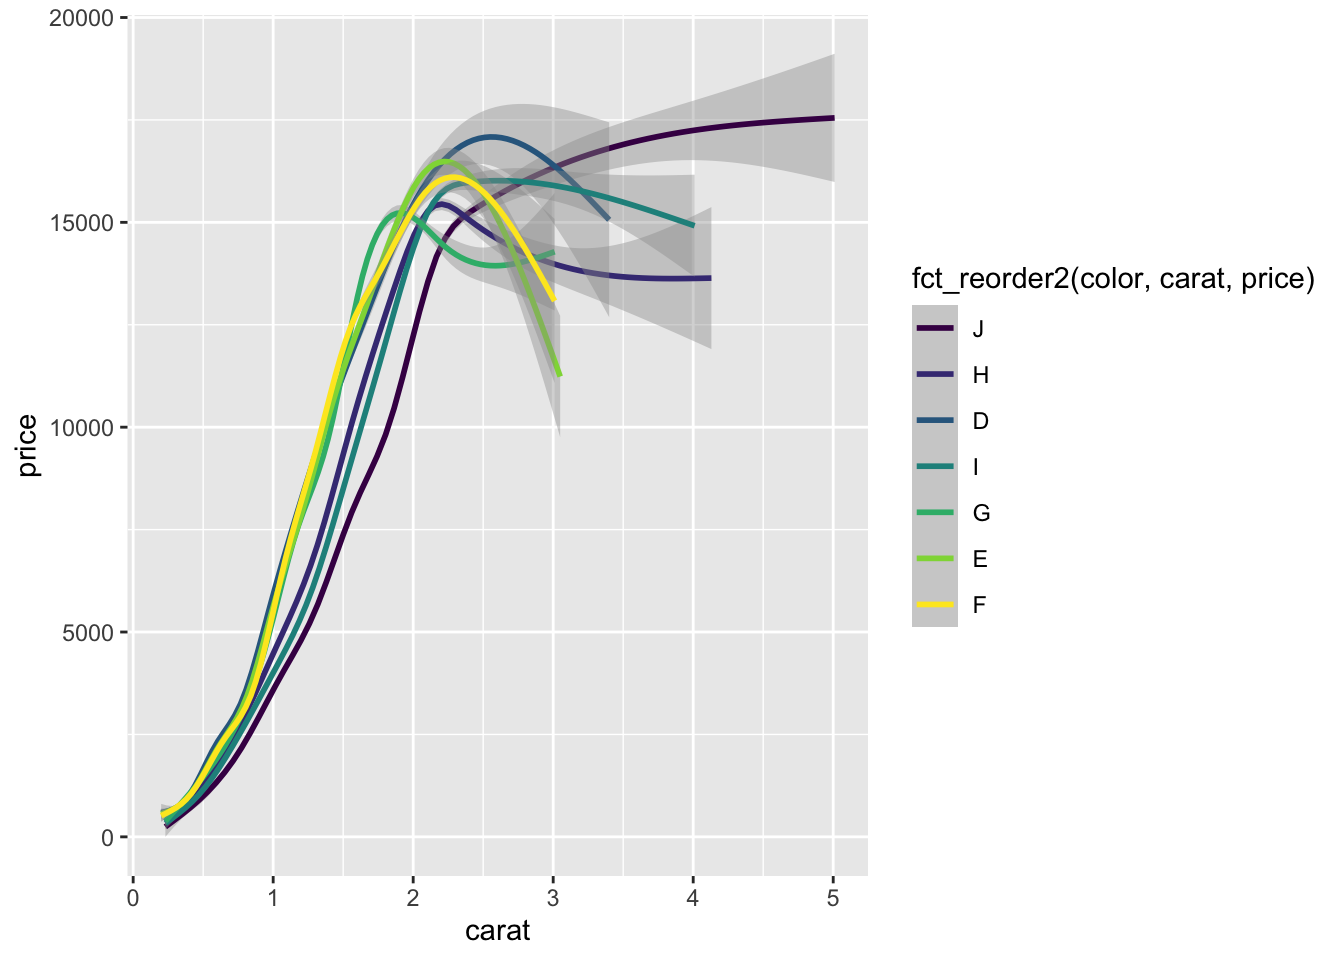 20000
15000
10000
5000
0
price
0 1 2 3 4 5
carat
fct_reorder2(color, carat, price)
J
H
D
I
G
E
F